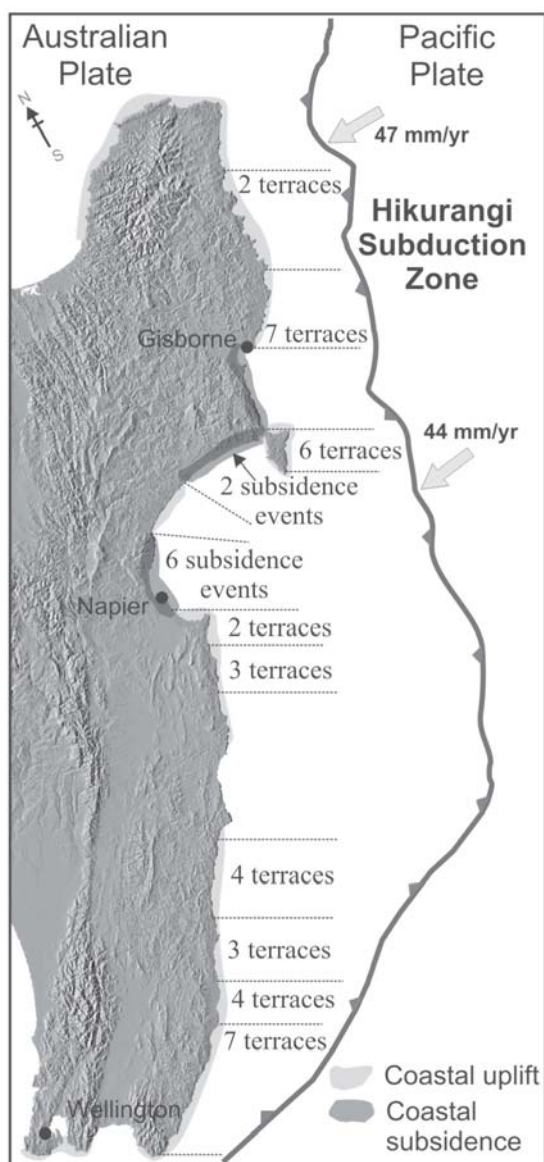 Australian
Plate
Pacific
Plate
N
S
47 mm/yr
2 terraces
Hikurangi
Subduction
Zone
Gisborne
7 terraces
44 mm/yr
6 terraces
2 subsidence
events
6 subsidence
events
Napier
2 terraces
3 terraces
4 terraces
3 terraces
4 terraces
7 terraces
Coastal uplift
Wellington
Coastal
subsidence